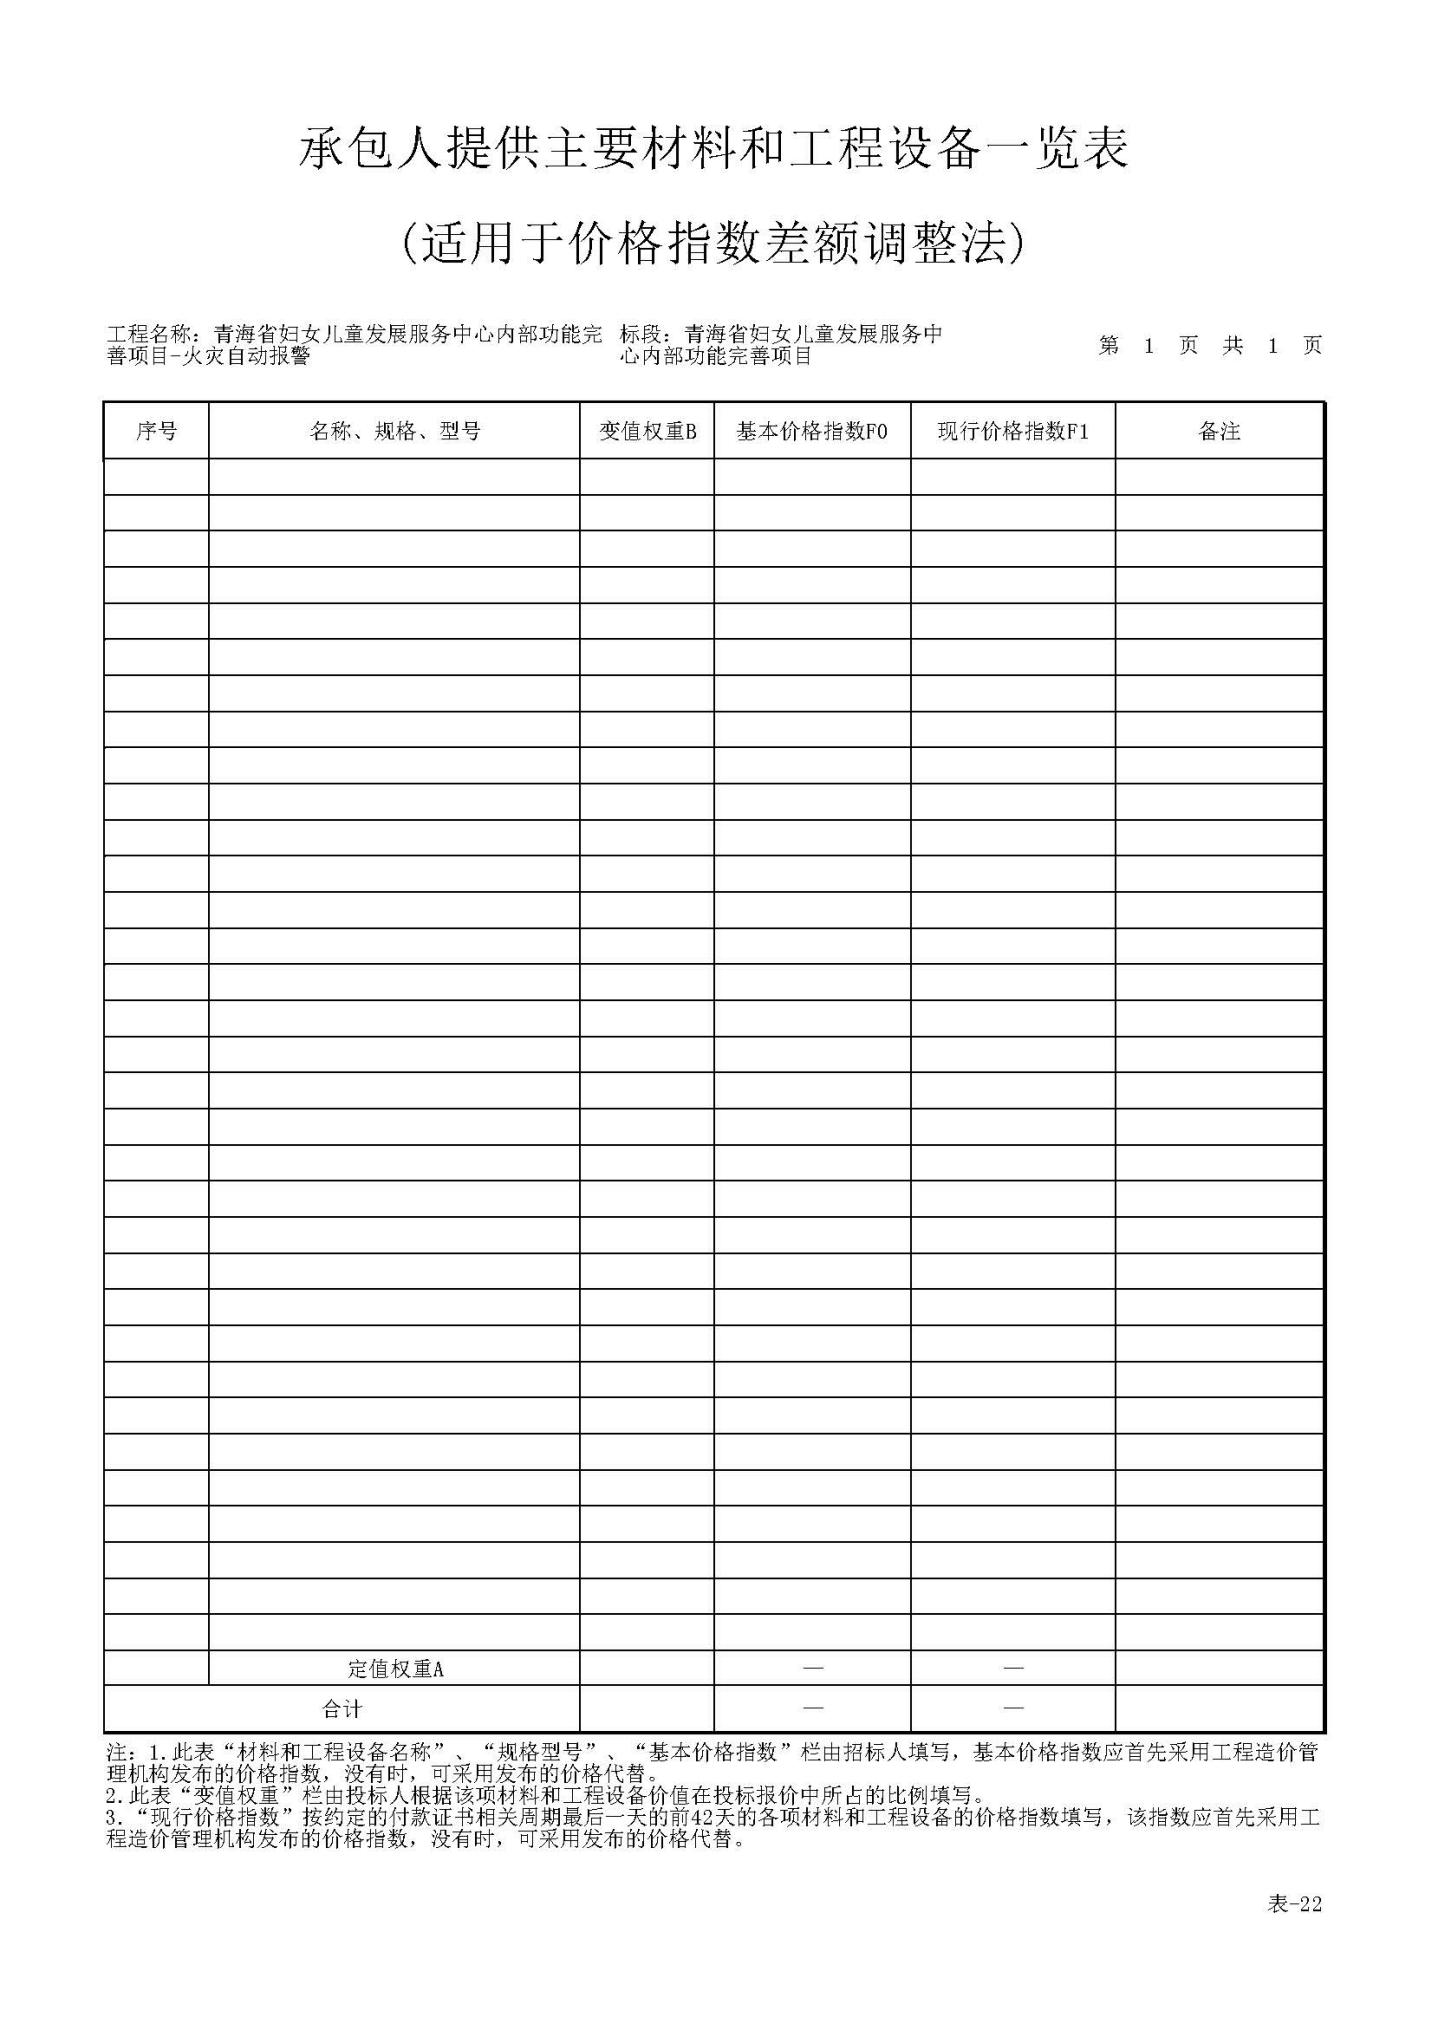 承包人提供主要材料和工程设备一览表
(适用于价格指数差额调整法)
工程名称：青海省妇女儿童发展服务中心内部功能完
善项目-火灾自动报警
标段：青海省妇女儿童发展服务中
心内部功能完善项目
第 1 页 共 1 页
序号 名称、规格、型号 变值权重B 基本价格指数F0 现行价格指数F1 备注
定值权重A — —
合计 — —
注：1.此表“材料和工程设备名称”、“规格型号”、“基本价格指数”栏由招标人填写，基本价格指数应首先采用工程造价管
理机构发布的价格指数，没有时，可采用发布的价格代替。
2.此表“变值权重”栏由投标人根据该项材料和工程设备价值在投标报价中所占的比例填写。
3.“现行价格指数”按约定的付款证书相关周期最后一天的前42天的各项材料和工程设备的价格指数填写，该指数应首先采用工
程造价管理机构发布的价格指数，没有时，可采用发布的价格代替。
表-22